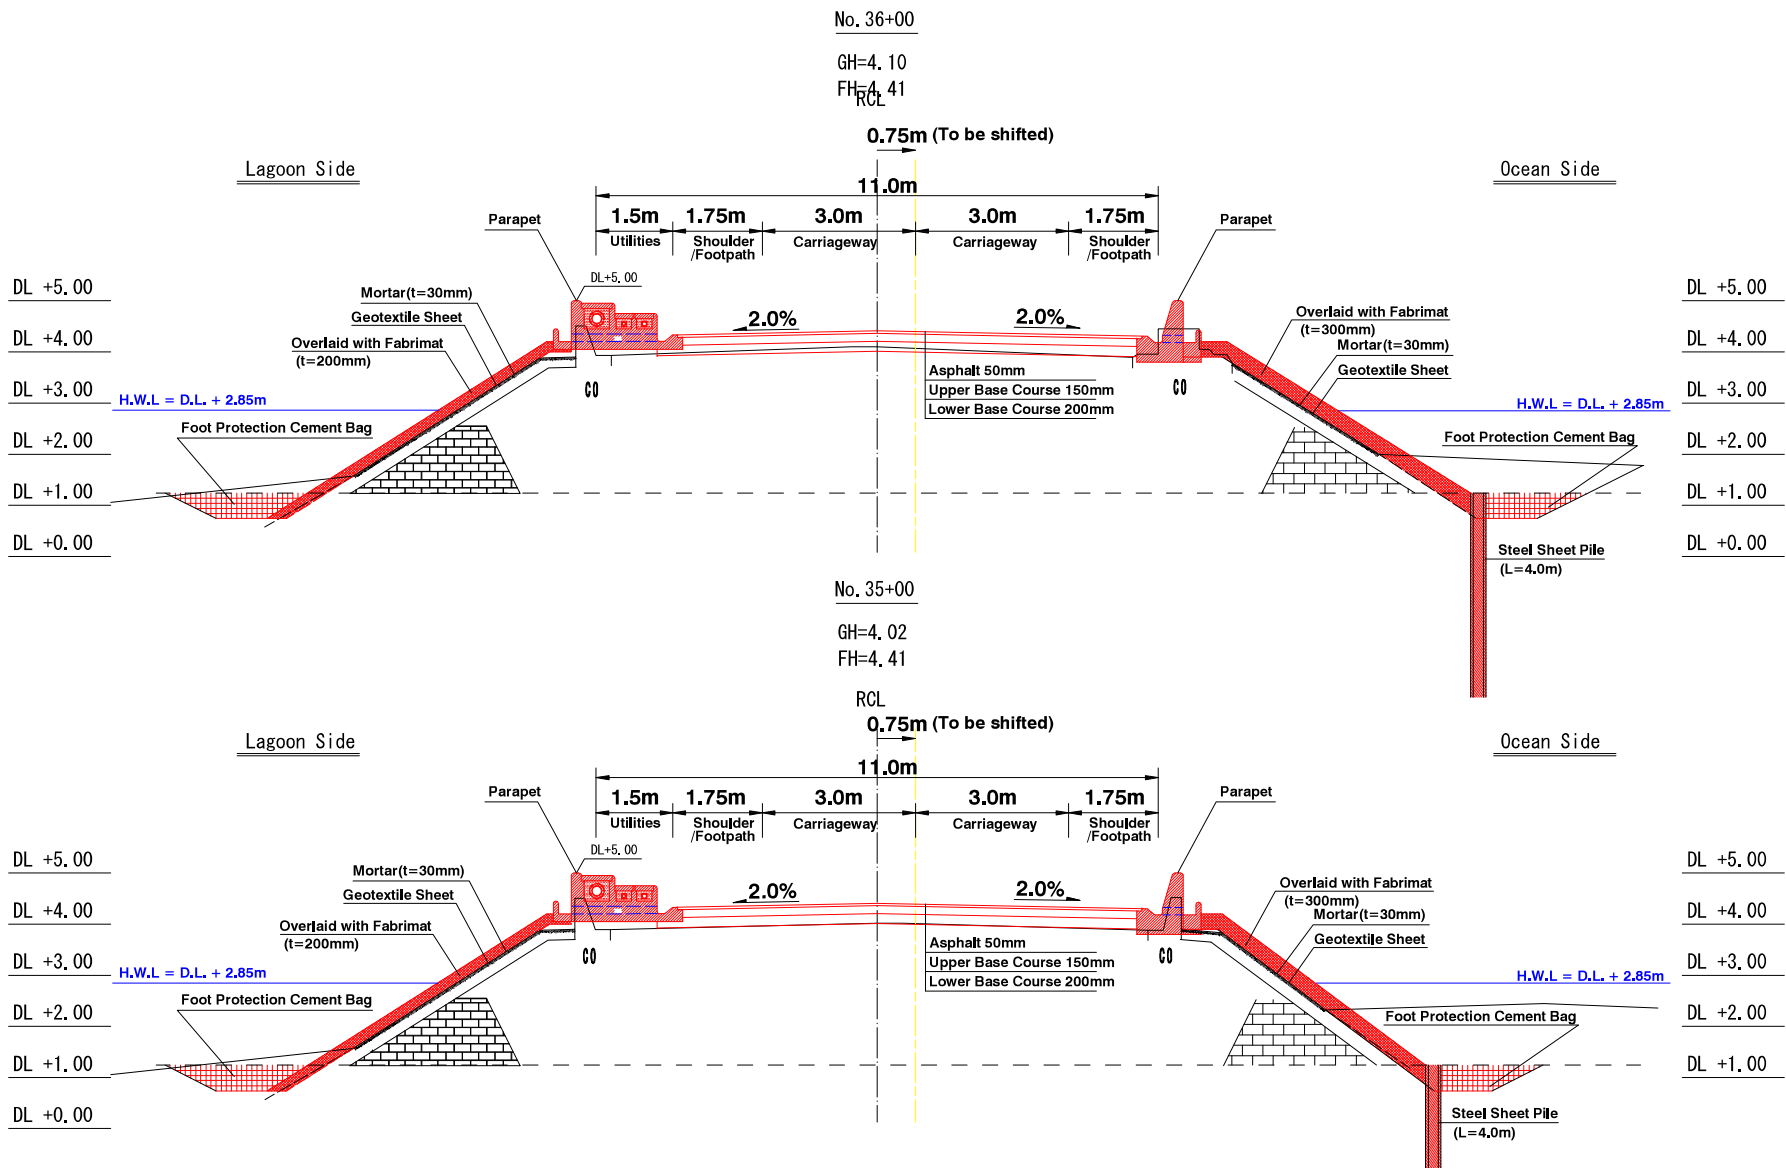 No.36+00
GH=4.10
FH=4.41
RCL
0.75m (To be shifted)
Lagoon Side
Ocean Side
11.0m
Parapet
1.5m
1.75m
3.0m
3.0m
1.75m
Parapet
Utilities
Shoulder
/Footpath
Carriageway
Carriageway
Shoulder
/Footpath
DL +5.00
DL+5.00
DL +5.00
Mortar(t=30mm)
Geotextile Sheet
2.0%
2.0%
Overlaid with Fabrimat
(t=300mm)
DL +4.00
Overlaid with Fabrimat
(t=200mm)
Mortar(t=30mm)
Geotextile Sheet
DL +4.00
Asphalt 50mm
Upper Base Course 150mm
Lower Base Course 200mm
CO
CO
DL +3.00
H.W.L = D.L. + 2.85m
H.W.L = D.L. + 2.85m
DL +3.00
DL +2.00
Foot Protection Cement Bag
Foot Protection Cement Bag
DL +2.00
DL +1.00
DL +1.00
DL +0.00
Steel Sheet Pile
(L=4.0m)
DL +0.00
No.35+00
GH=4.02
FH=4.41
RCL
0.75m (To be shifted)
Lagoon Side
Ocean Side
11.0m
Parapet
1.5m
1.75m
3.0m
3.0m
1.75m
Parapet
Utilities
Shoulder
/Footpath
Carriageway
Carriageway
Shoulder
/Footpath
DL +5.00
DL+5.00
DL +5.00
Mortar(t=30mm)
Geotextile Sheet
2.0%
2.0%
Overlaid with Fabrimat
(t=300mm)
DL +4.00
Overlaid with Fabrimat
(t=200mm)
Mortar(t=30mm)
Geotextile Sheet
DL +4.00
Asphalt 50mm
Upper Base Course 150mm
Lower Base Course 200mm
CO
CO
DL +3.00
H.W.L = D.L. + 2.85m
H.W.L = D.L. + 2.85m
DL +3.00
DL +2.00
Foot Protection Cement Bag
Foot Protection Cement Bag
DL +2.00
DL +1.00
DL +1.00
DL +0.00
Steel Sheet Pile
(L=4.0m)